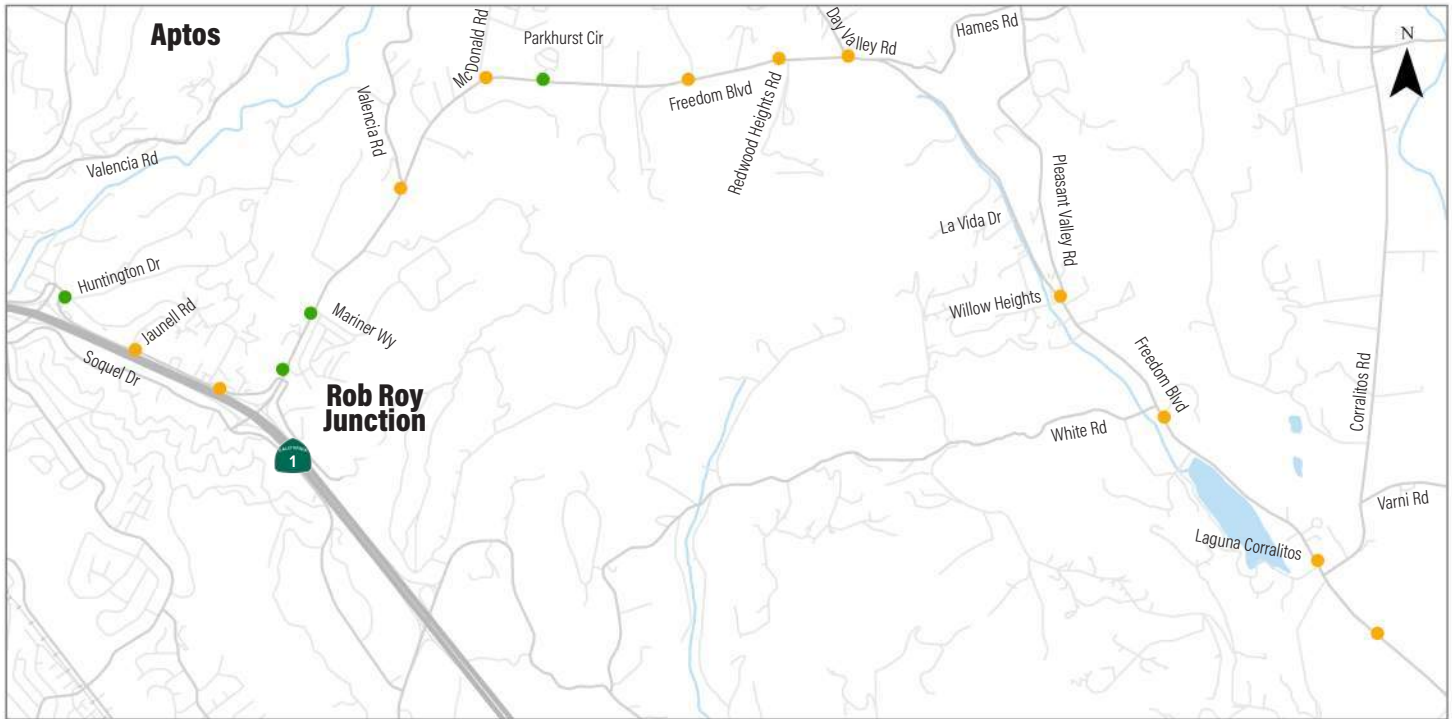 Aptos
McDonald Rd
Parkhurst Cir
Day Valley Rd
Hames Rd
N
Valencia Rd
Freedom Blvd
Redwood Heights Rd
Valencia Rd
Pleasant Valley Rd
La Vida Dr
Huntington Dr
Willow Heights
Jaunell Rd
Mariner Wy
Soquel Dr
Freedom Blvd
Corralitos Rd
Rob Roy
Junction
White Rd
CALIFORNIA
1
Varni Rd
Laguna Corralitos